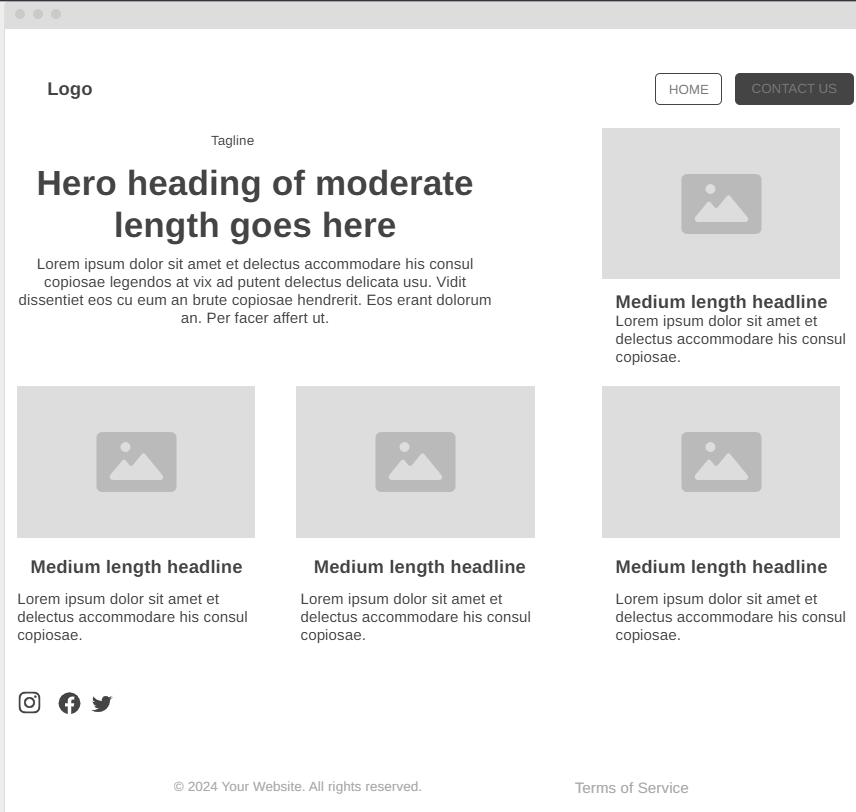 Logo
HOME
CONTACT US
Tagline
Hero heading of moderate
length goes here
Lorem ipsum dolor sit amet et delectus accommodare his consul
copiosae legendos at vix ad putent delectus delicata usu. Vidit
dissentiet eos cu eum an brute copiosae hendrerit. Eos erant dolorum
an. Per facer affert ut.
Medium length headline
Lorem ipsum dolor sit amet et
delectus accommodare his consul
copiosae.
Medium length headline
Lorem ipsum dolor sit amet et
delectus accommodare his consul
copiosae.
Medium length headline
Lorem ipsum dolor sit amet et
delectus accommodare his consul
copiosae.
Medium length headline
Lorem ipsum dolor sit amet et
delectus accommodare his consul
copiosae.
© 2024 Your Website. All rights reserved.
Terms of Service